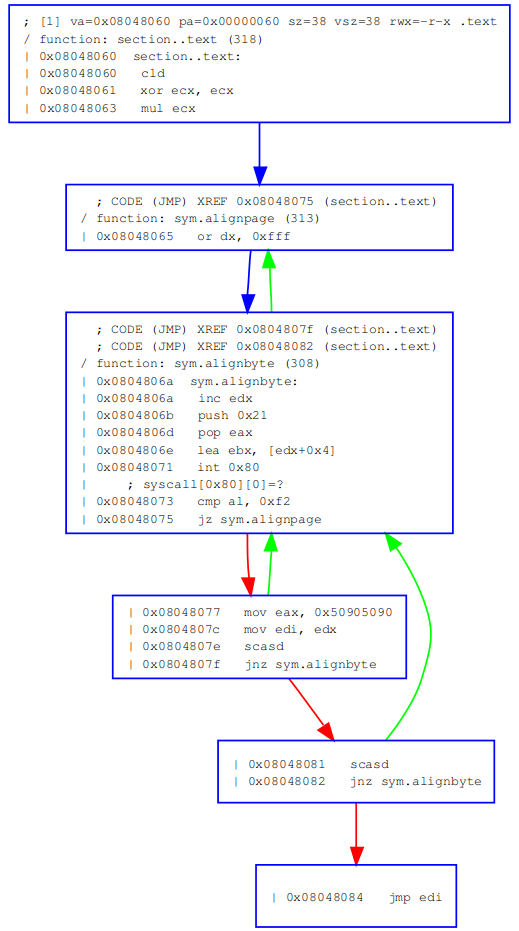 ; [1] va=0x08048060 pa=0x00000060 sz=38 vsz=38 rwx=-r-x .text
/ function: section..text (318)
| 0x08048060  section..text:
| 0x08048060   cld
| 0x08048061   xor ecx, ecx
| 0x08048063   mul ecx
; CODE (JMP) XREF 0x08048075 (section..text)
/ function: sym.alignpage (313)
| 0x08048065   or dx, 0xfff
; CODE (JMP) XREF 0x0804807f (section..text)
; CODE (JMP) XREF 0x08048082 (section..text)
/ function: sym.alignbyte (308)
| 0x0804806a  sym.alignbyte:
| 0x0804806a   inc edx
| 0x0804806b   push 0x21
| 0x0804806d   pop eax
| 0x0804806e   lea ebx, [edx+0x4]
| 0x08048071   int 0x80
|     ; syscall[0x80][0]=?
| 0x08048073   cmp al, 0xf2
| 0x08048075   jz sym.alignpage
| 0x08048077   mov eax, 0x50905090
| 0x0804807c   mov edi, edx
| 0x0804807e   scasd
| 0x0804807f   jnz sym.alignbyte
| 0x08048081   scasd
| 0x08048082   jnz sym.alignbyte
| 0x08048084   jmp edi